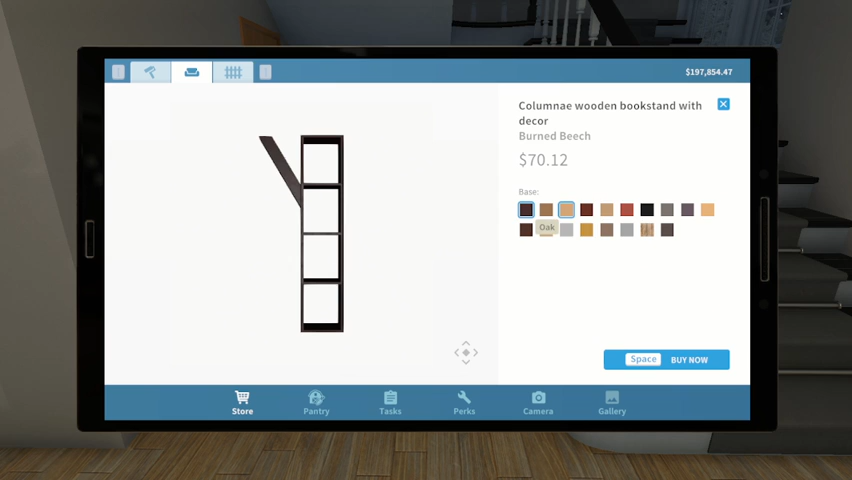 $197,854.47
Columnae wooden bookstand with
decor
Burned Beech
$70.12
Base:
Oak
Space BUY NOW
Store Pantry Tasks Perks Camera Gallery